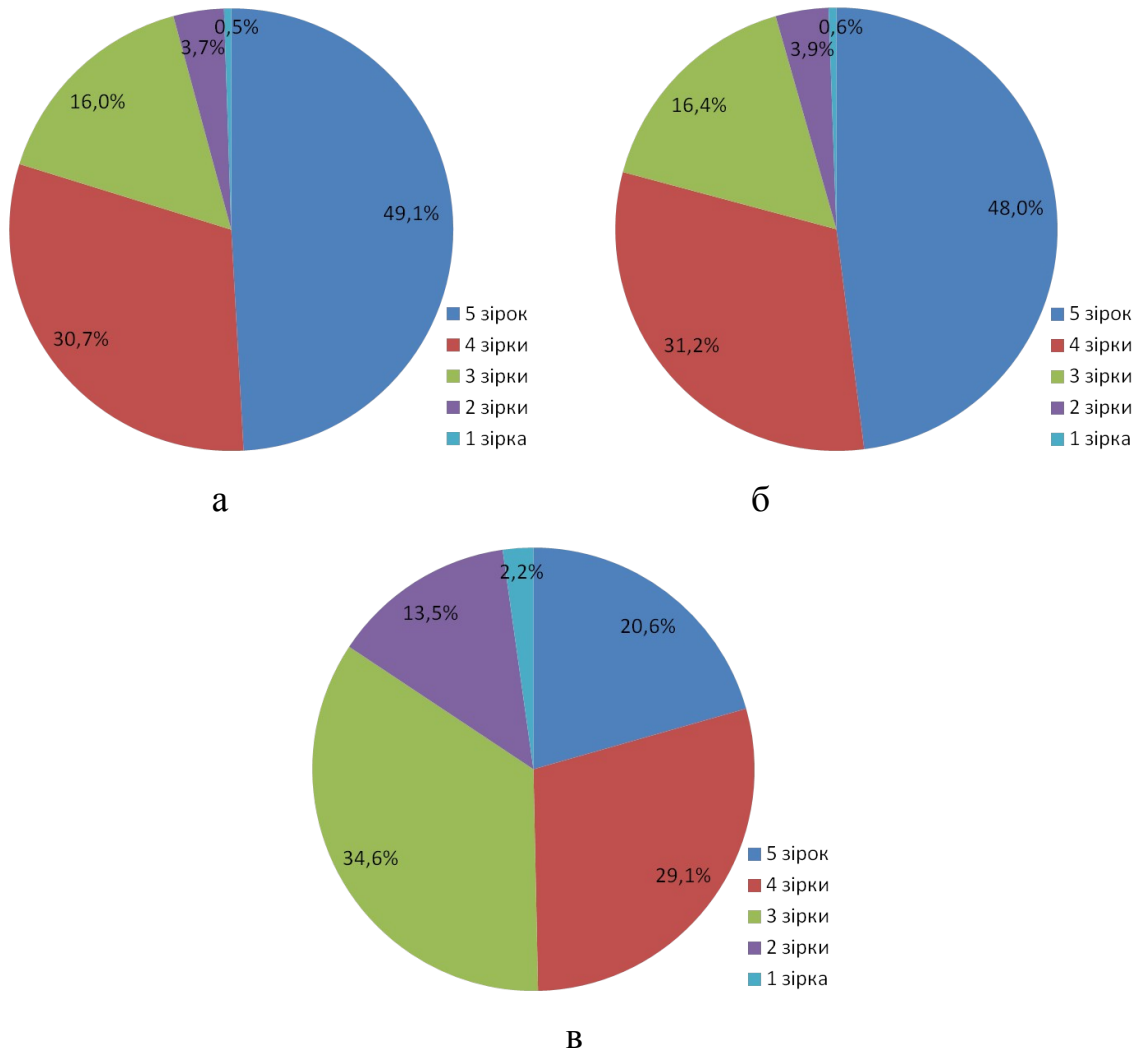 0,5%
3,7%
16,0%
49,1%
30,7%
5 зірок
4 зірки
3 зірки
2 зірки
1 зірка
а
0,6%
3,9%
16,4%
48,0%
31,2%
5 зірок
4 зірки
3 зірки
2 зірки
1 зірка
б
2,2%
13,5%
20,6%
34,6%
29,1%
5 зірок
4 зірки
3 зірки
2 зірки
1 зірка
в